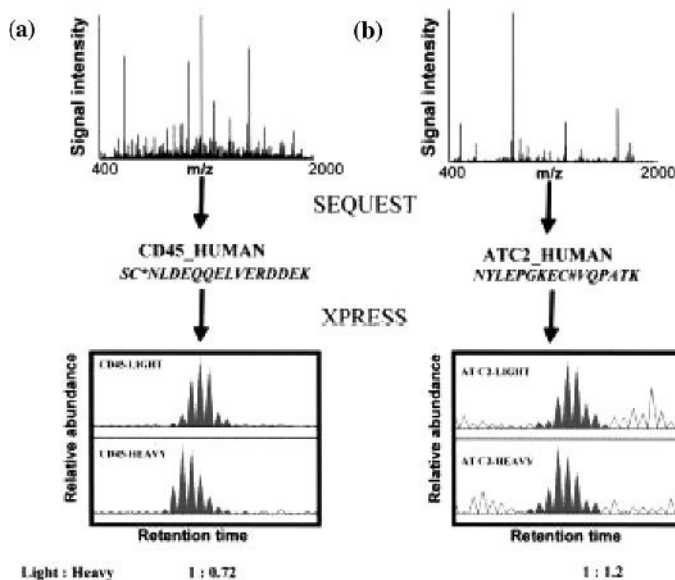 (a)
Signal intensity
400
m/z
2000
(b)
Signal intensity
400
m/z
2000
SEQUEST
CD45_HUMAN
SC*NLDEQQELVERDDEK
ATC2_HUMAN
NYLEPGKEC#VQPATK
XPRESS
Relative abundance
CD45-LIGHT
CD45-HEAVY
Retention time
Relative abundance
ATC2-LIGHT
ATC2-HEAVY
Retention time
Light : Heavy 1 : 0.72 1 : 1.2